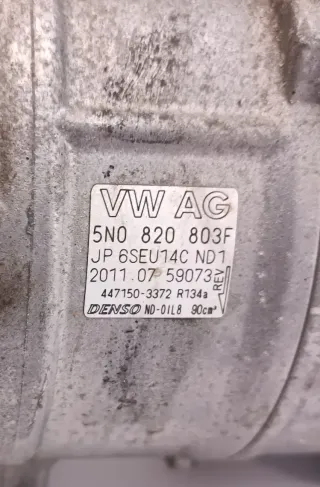 VW AG
5N0 820 803F
JP 6SEU14C ND1
2011 07 59073
REV
447150-3372 R134a
DENSO ND-OIL8 90cm³